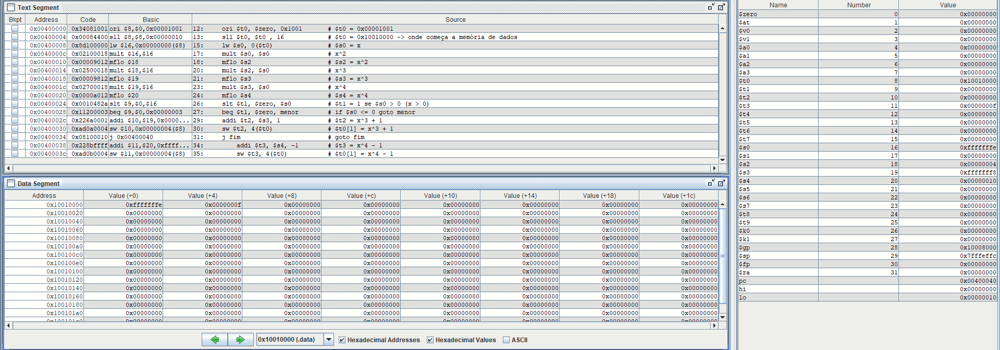 Text Segment
Bkpt Address Code Basic Source
0x00400000 0x34081001 ori $8,$0,0x00001001 12: ori $t0, $zero, 0x1001 # $t0 = 0x00001001
0x00400004 0x00084400 sll $8,$8,0x00000010 13: sll $t0, $t0 , 16 # $t0 = 0x10010000 -> onde começa a memória de dados
0x00400008 0x8d100000 lw $16,0x00000000($8) 15: lw $s0, 0($t0) # $s0 = x
0x0040000c 0x02100018 mult $16,$16 17: mult $s0, $s0 # x^2
0x00400010 0x00009012 mflo $18 18: mflo $s2 # $s2 = x^2
0x00400014 0x02500018 mult $18,$16 20: mult $s2, $s0 # x^3
0x00400018 0x00009812 mflo $19 21: mflo $s3 # $s3 = x^3
0x0040001c 0x02700018 mult $19,$16 23: mult $s3, $s0 # x^4
0x00400020 0x0000a012 mflo $20 24: mflo $s4 # $s4 = x^4
0x00400024 0x0010482a slt $9,$0,$16 26: slt $t1, $zero, $s0 # $t1 = 1 se $s0 > 0 (x > 0)
0x00400028 0x11200003 beq $9,$0,0x00000003 27: beq $t1, $zero, menor # if $s0 <= 0 goto menor
0x0040002c 0x226a0001 addi $10,$19,0x0000... 29: addi $t2, $s3, 1 # $t2 = x^3 + 1
0x00400030 0xad0a0004 sw $10,0x00000004($8) 30: sw $t2, 4($t0) # $t0[1] = x^3 + 1
0x00400034 0x08100010 j 0x00400040 31: j fim # goto fim
0x00400038 0x228bffff addi $11,$20,0xffff... 34: addi $t3, $s4, -1 # $t3 = x^4 - 1
0x0040003c 0xad0b0004 sw $11,0x00000004($8) 35: sw $t3, 4($t0) # $t0[1] = x^4 - 1
Data Segment
Address Value (+0) Value (+4) Value (+8) Value (+c) Value (+10) Value (+14) Value (+18) Value (+1c)
0x10010000 0xfffffffe 0x0000000f 0x00000000 0x00000000 0x00000000 0x00000000 0x00000000 0x00000000
0x10010020 0x00000000 0x00000000 0x00000000 0x00000000 0x00000000 0x00000000 0x00000000 0x00000000
0x10010040 0x00000000 0x00000000 0x00000000 0x00000000 0x00000000 0x00000000 0x00000000 0x00000000
0x10010060 0x00000000 0x00000000 0x00000000 0x00000000 0x00000000 0x00000000 0x00000000 0x00000000
0x10010080 0x00000000 0x00000000 0x00000000 0x00000000 0x00000000 0x00000000 0x00000000 0x00000000
0x100100a0 0x00000000 0x00000000 0x00000000 0x00000000 0x00000000 0x00000000 0x00000000 0x00000000
0x100100c0 0x00000000 0x00000000 0x00000000 0x00000000 0x00000000 0x00000000 0x00000000 0x00000000
0x100100e0 0x00000000 0x00000000 0x00000000 0x00000000 0x00000000 0x00000000 0x00000000 0x00000000
0x10010100 0x00000000 0x00000000 0x00000000 0x00000000 0x00000000 0x00000000 0x00000000 0x00000000
0x10010120 0x00000000 0x00000000 0x00000000 0x00000000 0x00000000 0x00000000 0x00000000 0x00000000
0x10010140 0x00000000 0x00000000 0x00000000 0x00000000 0x00000000 0x00000000 0x00000000 0x00000000
0x10010160 0x00000000 0x00000000 0x00000000 0x00000000 0x00000000 0x00000000 0x00000000 0x00000000
0x10010180 0x00000000 0x00000000 0x00000000 0x00000000 0x00000000 0x00000000 0x00000000 0x00000000
0x100101a0 0x00000000 0x00000000 0x00000000 0x00000000 0x00000000 0x00000000 0x00000000 0x00000000
0x100101c0 0x00000000 0x00000000 0x00000000 0x00000000 0x00000000 0x00000000 0x00000000 0x00000000
0x10010000 (.data) Hexadecimal Addresses Hexadecimal Values ASCII
Name Number Value
$zero 0 0x00000000
$at 1 0x00000000
$v0 2 0x00000000
$v1 3 0x00000000
$a0 4 0x00000000
$a1 5 0x00000000
$a2 6 0x00000000
$a3 7 0x00000000
$t0 8 0x10010000
$t1 9 0x00000000
$t2 10 0x00000000
$t3 11 0x0000000f
$t4 12 0x00000000
$t5 13 0x00000000
$t6 14 0x00000000
$t7 15 0x00000000
$s0 16 0xfffffffe
$s1 17 0x00000000
$s2 18 0x00000004
$s3 19 0xfffffff8
$s4 20 0x00000010
$s5 21 0x00000000
$s6 22 0x00000000
$s7 23 0x00000000
$t8 24 0x00000000
$t9 25 0x00000000
$k0 26 0x00000000
$k1 27 0x00000000
$gp 28 0x10008000
$sp 29 0x7fffeffc
$fp 30 0x00000000
$ra 31 0x00000000
pc 0x00400040
hi 0x00000000
lo 0x00000010